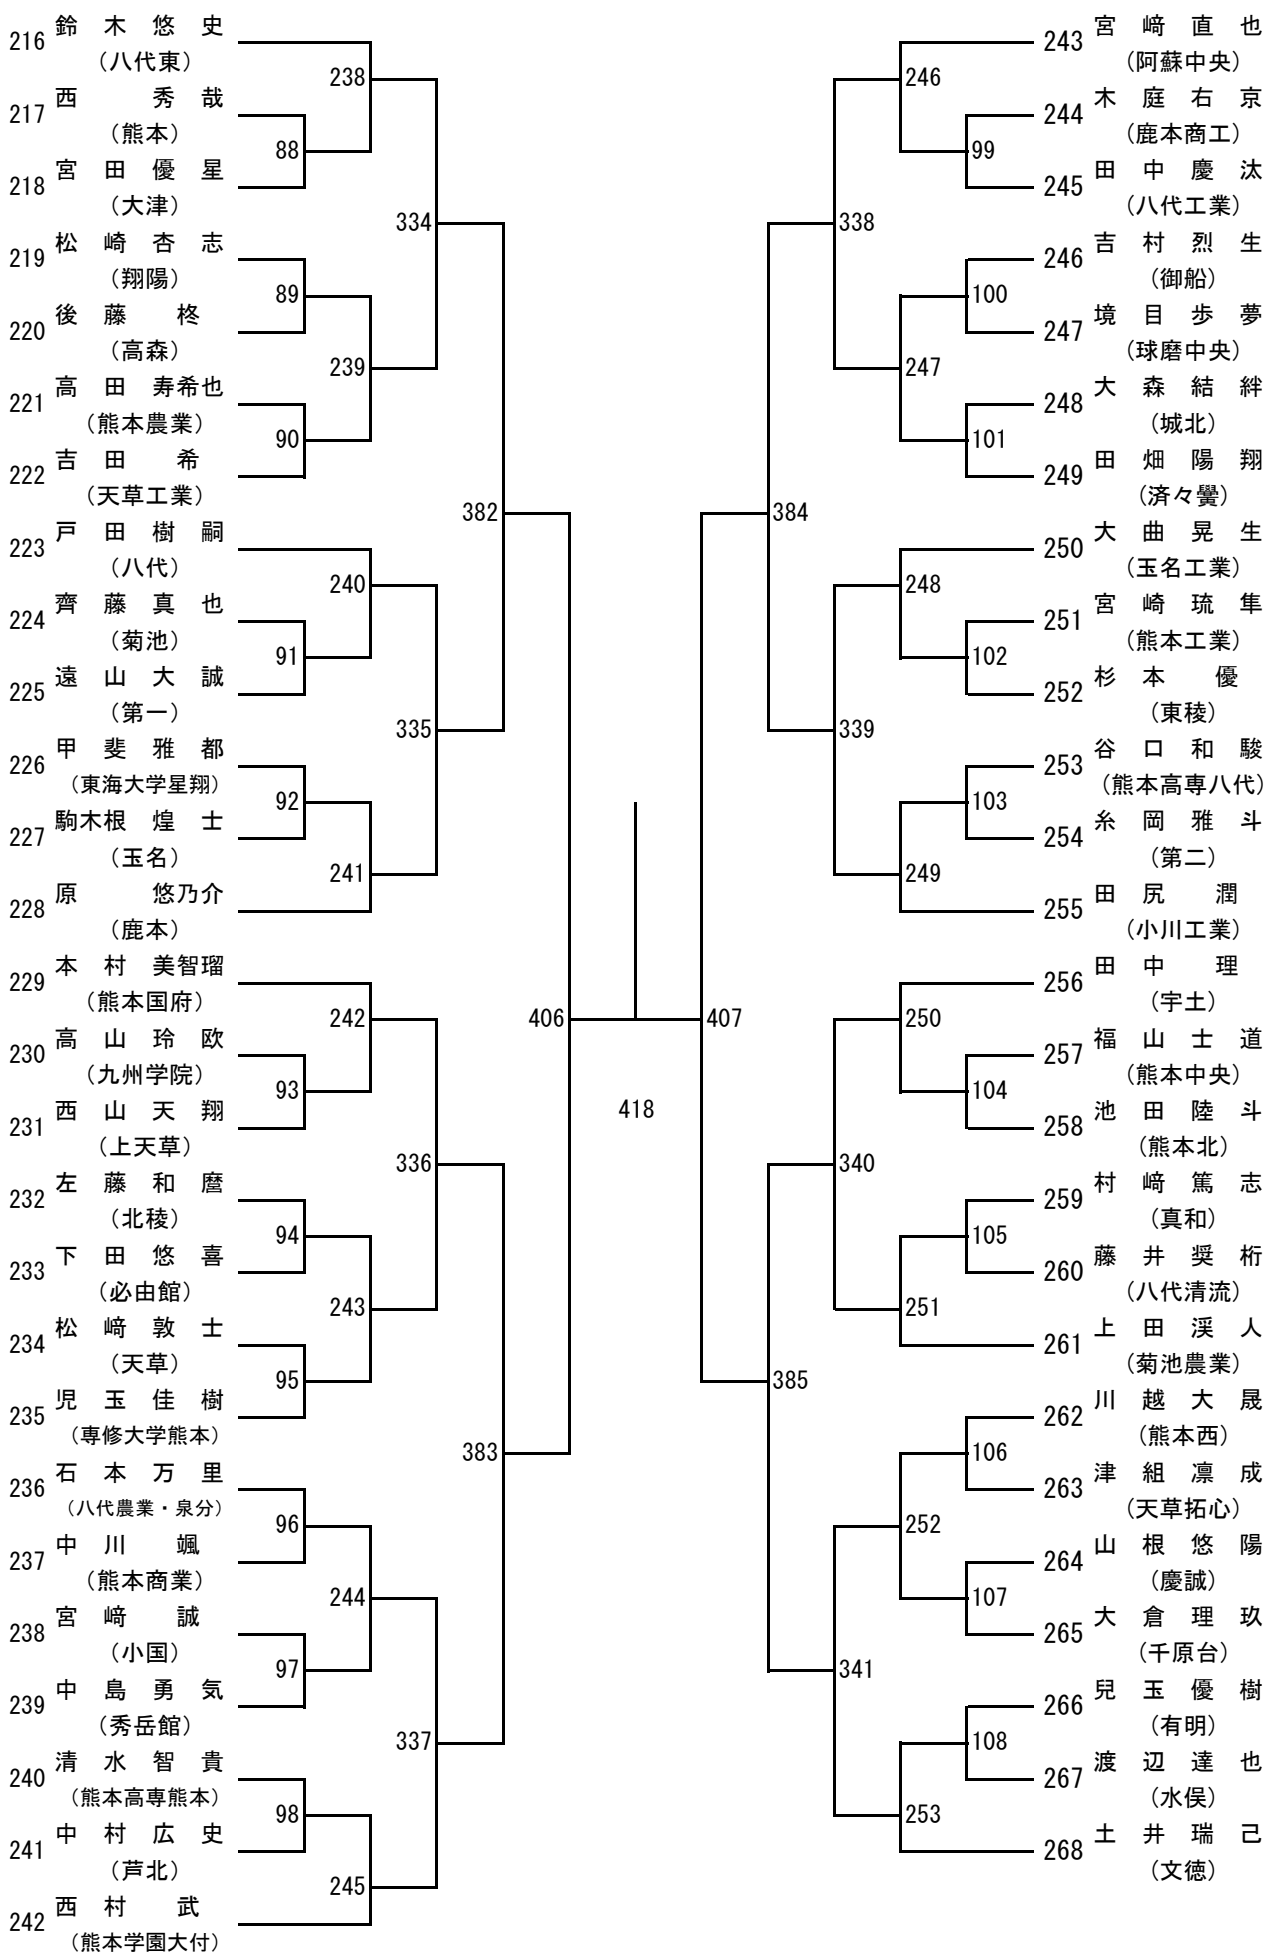 216 鈴木悠史
(八代東)
238
217 西秀哉
(熊本)
88
218 宮田優星
(大津)
334
219 松崎杏志
(翔陽)
89
220 後藤柊
(高森)
239
221 高田寿希也
(熊本農業)
90
222 吉田希
(天草工業)
382
223 戸田樹嗣
(八代)
240
224 齊藤真也
(菊池)
91
225 遠山大誠
(第一)
335
226 甲斐雅都
(東海大学星翔)
92
227 駒木根煌士
(玉名)
241
228 原悠乃介
(鹿本)
229 本村美智瑠
(熊本国府)
242
406
230 高山玲欧
(九州学院)
93
231 西山天翔
(上天草)
336
232 左藤和麿
(北稜)
94
233 下田悠喜
(必由館)
243
234 松﨑敦士
(天草)
95
235 児玉佳樹
(専修大学熊本)
383
236 石本万里
(八代農業・泉分)
96
237 中川颯
(熊本商業)
244
238 宮﨑誠
(小国)
97
239 中島勇気
(秀岳館)
337
240 清水智貴
(熊本高専熊本)
98
241 中村広史
(芦北)
245
242 西村武
(熊本学園大付)
418
243 宮﨑直也
(阿蘇中央)
246
244 木庭右京
(鹿本商工)
99
245 田中慶汰
(八代工業)
338
246 吉村烈生
(御船)
100
247 境目歩夢
(球磨中央)
247
248 大森結絆
(城北)
101
249 田畑陽翔
(済々黌)
384
250 大曲晃生
(玉名工業)
248
251 宮崎琉隼
(熊本工業)
102
252 杉本優
(東稜)
339
253 谷口和駿
(熊本高専八代)
103
254 糸岡雅斗
(第二)
249
255 田尻潤
(小川工業)
256 田中理
(宇土)
407
250
257 福山士道
(熊本中央)
104
258 池田陸斗
(熊本北)
340
259 村﨑篤志
(真和)
105
260 藤井奨桁
(八代清流)
251
261 上田渓人
(菊池農業)
385
262 川越大晟
(熊本西)
106
263 津組凛成
(天草拓心)
252
264 山根悠陽
(慶誠)
107
265 大倉理玖
(千原台)
341
266 兒玉優樹
(有明)
108
267 渡辺達也
(水俣)
253
268 土井瑞己
(文徳)